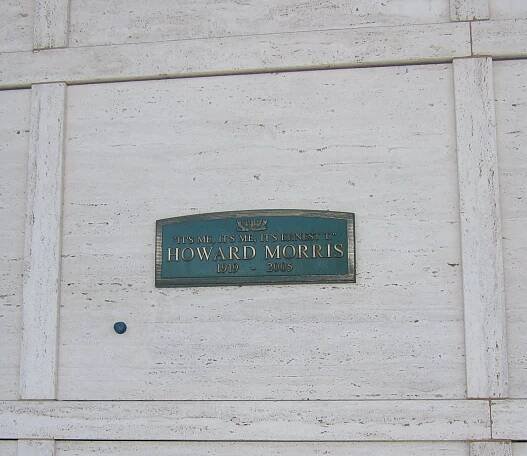 "IT'S ME, IT'S ME, IT'S ERNEST T."
HOWARD MORRIS
1919 - 2005